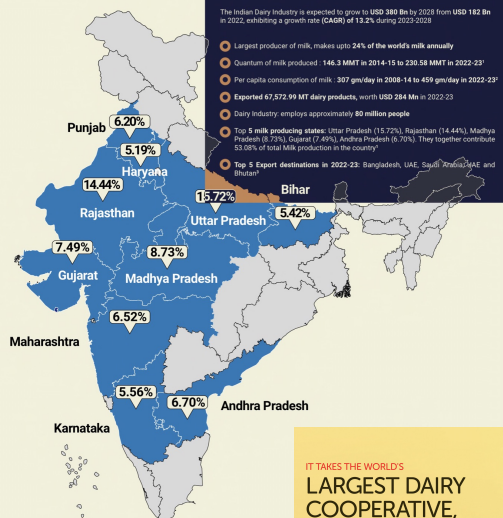 The Indian Dairy Industry is expected to grow to USD 380 Bn by 2028 from USD 182 Bn
in 2022, exhibiting a growth rate (CAGR) of 13.2% during 2023-2028
Largest producer of milk, makes upto 24% of the world's milk annually
Quantum of milk produced : 146.3 MMT in 2014-15 to 230.58 MMT in 2022-23¹
Per capita consumption of milk : 307 gm/day in 2008-14 to 459 gm/day in 2022-23²
Exported 67,572.99 MT dairy products, worth USD 284 Mn in 2022-23
Dairy Industry: employs approximately 80 million people
Top 5 milk producing states: Uttar Pradesh (15.72%), Rajasthan (14.44%), Madhya
Pradesh (8.73%), Gujarat (7.49%), Andhra Pradesh (6.70%). They together contribute
53.08% of total Milk production in the country
Top 5 Export destinations in 2022-23: Bangladesh, UAE, Saudi Arabia, UAE and
Bhutan
6.20%
Punjab
5.19%
Haryana
14.44%
Rajasthan
15.72%
Uttar Pradesh
Bihar
5.42%
7.49%
Gujarat
8.73%
Madhya Pradesh
6.52%
Maharashtra
5.56%
Karnataka
6.70%
Andhra Pradesh
IT TAKES THE WORLD'S
LARGEST DAIRY
COOPERATIVE,